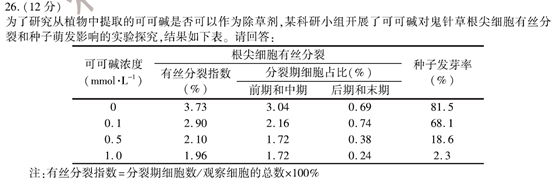 26.(12分)
为了研究从植物中提取的可可碱是否可以作为除草剂,某科研小组开展了可可碱对鬼针草根尖细胞有丝分
裂和种子萌发影响的实验探究,结果如下表。请回答:
可可碱浓度
(mmol·L⁻¹)
根尖细胞有丝分裂
种子发芽率
(%)
有丝分裂指数
(%)
分裂期细胞占比(%)
前期和中期 后期和末期
0 3.73 3.04 0.69 81.5
0.1 2.90 2.16 0.74 68.1
0.5 2.10 1.72 0.38 18.6
1.0 1.96 1.72 0.24 2.3
注:有丝分裂指数=分裂期细胞数/观察细胞的总数×100%